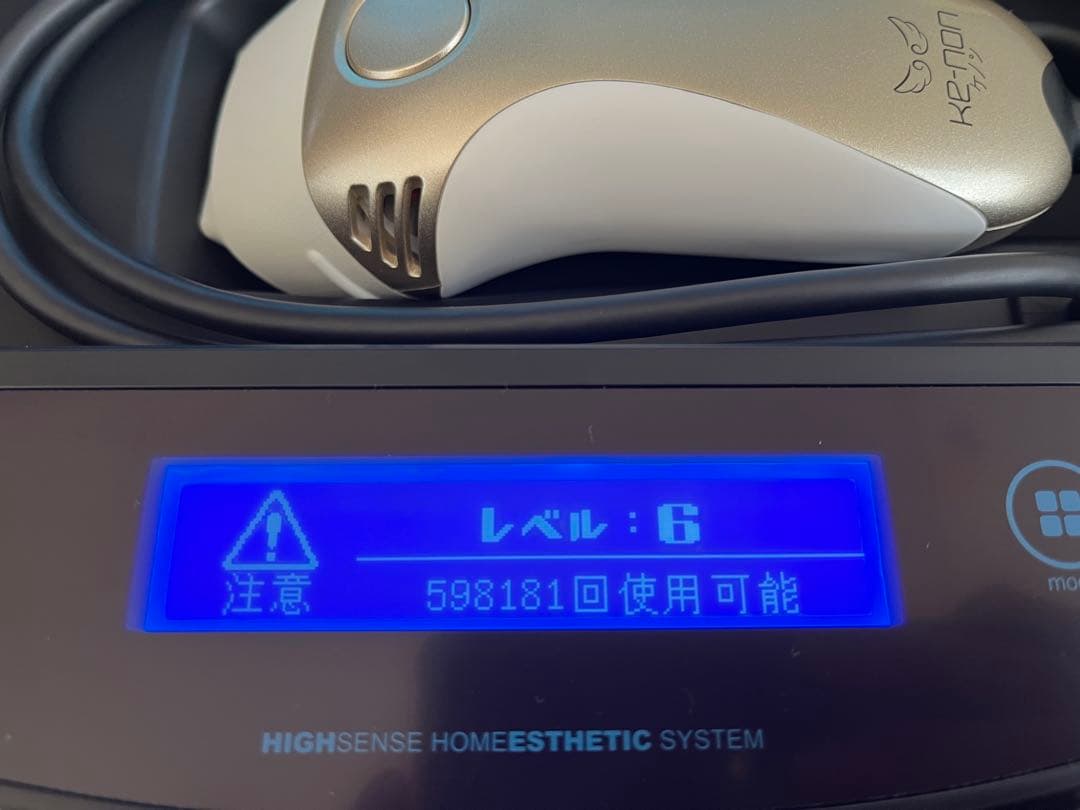 ke-non
ケノン
レベル：6
注意
598181回使用可能
HIGHSENSE HOMEESTHETIC SYSTEM